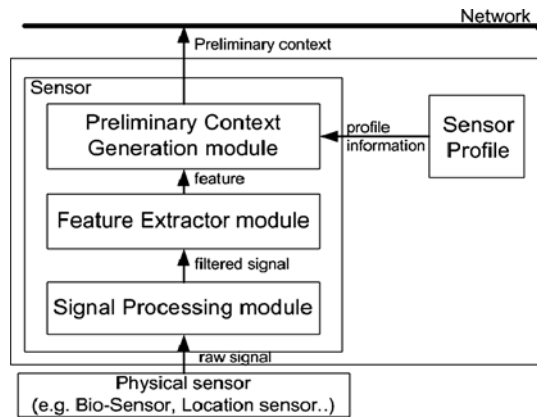 Network
Preliminary context
Sensor
Preliminary Context
Generation module
profile
information
Sensor
Profile
feature
Feature Extractor module
filtered signal
Signal Processing module
raw signal
Physical sensor
(e.g. Bio-Sensor, Location sensor..)